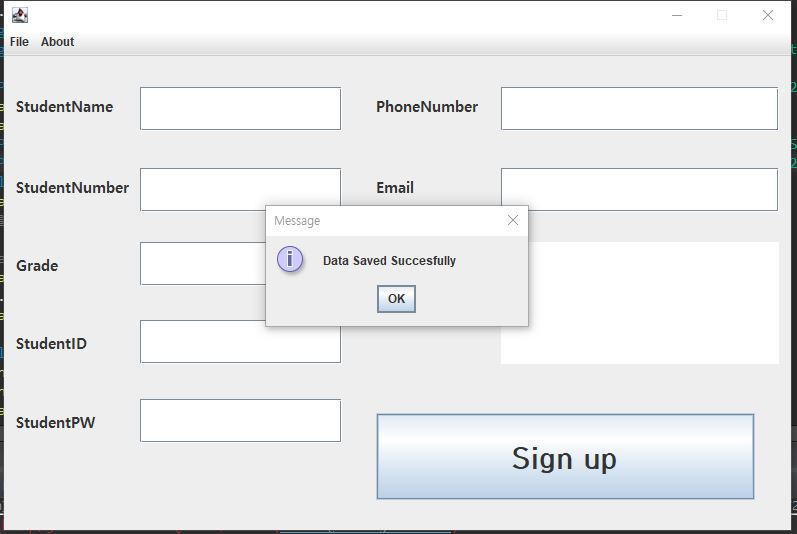 File About
StudentName
PhoneNumber
StudentNumber
Email
Message
Data Saved Succesfully
OK
Grade
StudentID
StudentPW
Sign up